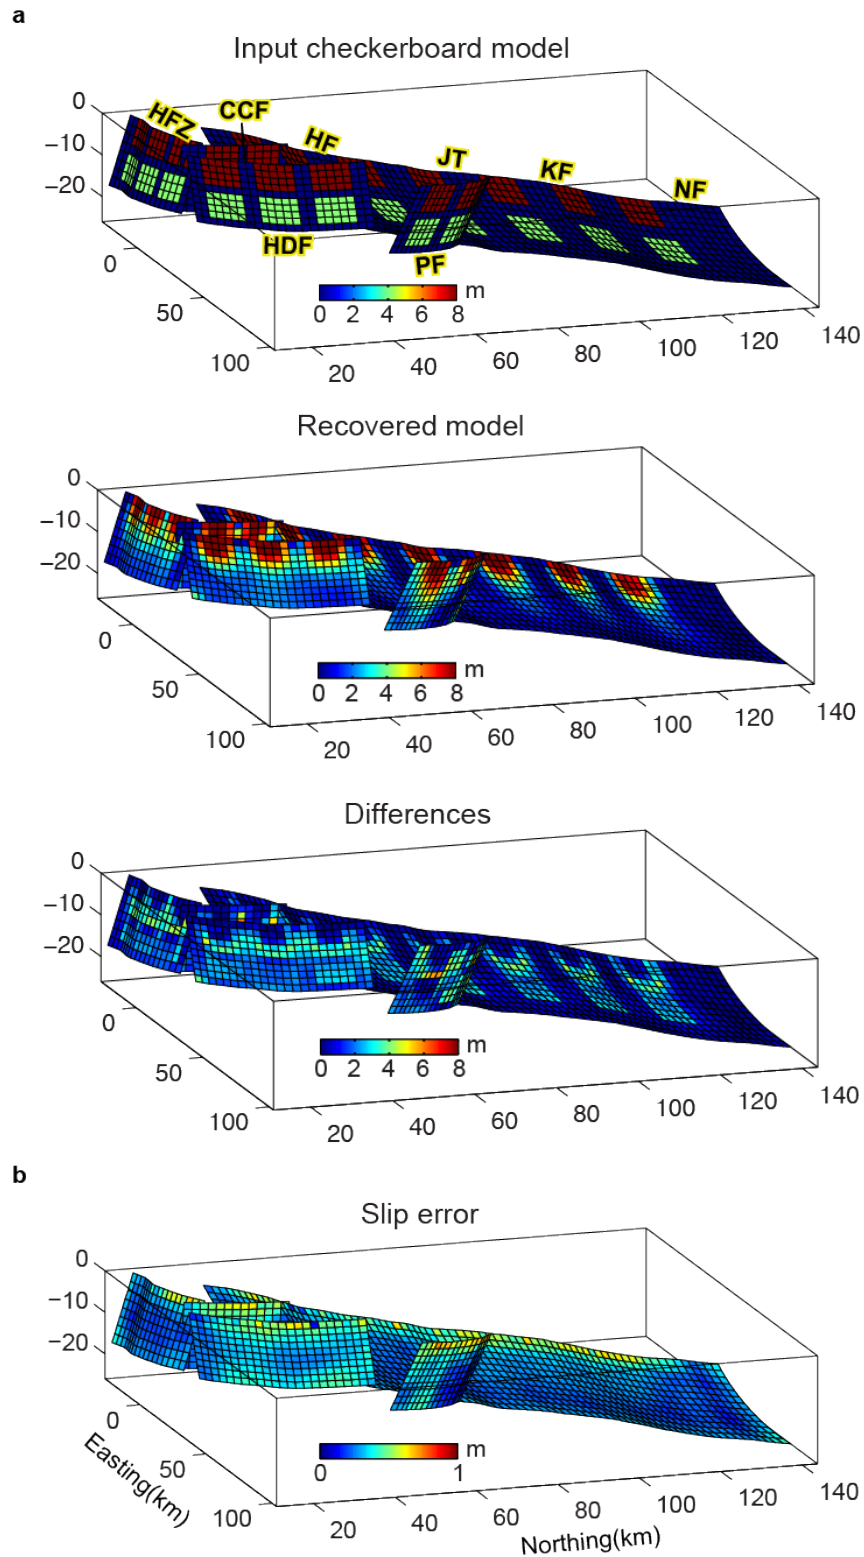 a
Input checkerboard model
0
−10
−20
HFZ
CCF
HF
JT
KF
NF
HDF
PF
m
0 2 4 6 8
0
50
100
20 40 60 80 100 120 140
Recovered model
0
−10
−20
m
0 2 4 6 8
0
50
100
20 40 60 80 100 120 140
Differences
0
−10
−20
m
0 2 4 6 8
0
50
100
20 40 60 80 100 120 140
b
Slip error
0
−10
−20
m
0 1
0
50
100
Easting(km)
20 40 60 80 100 120 140
Northing(km)